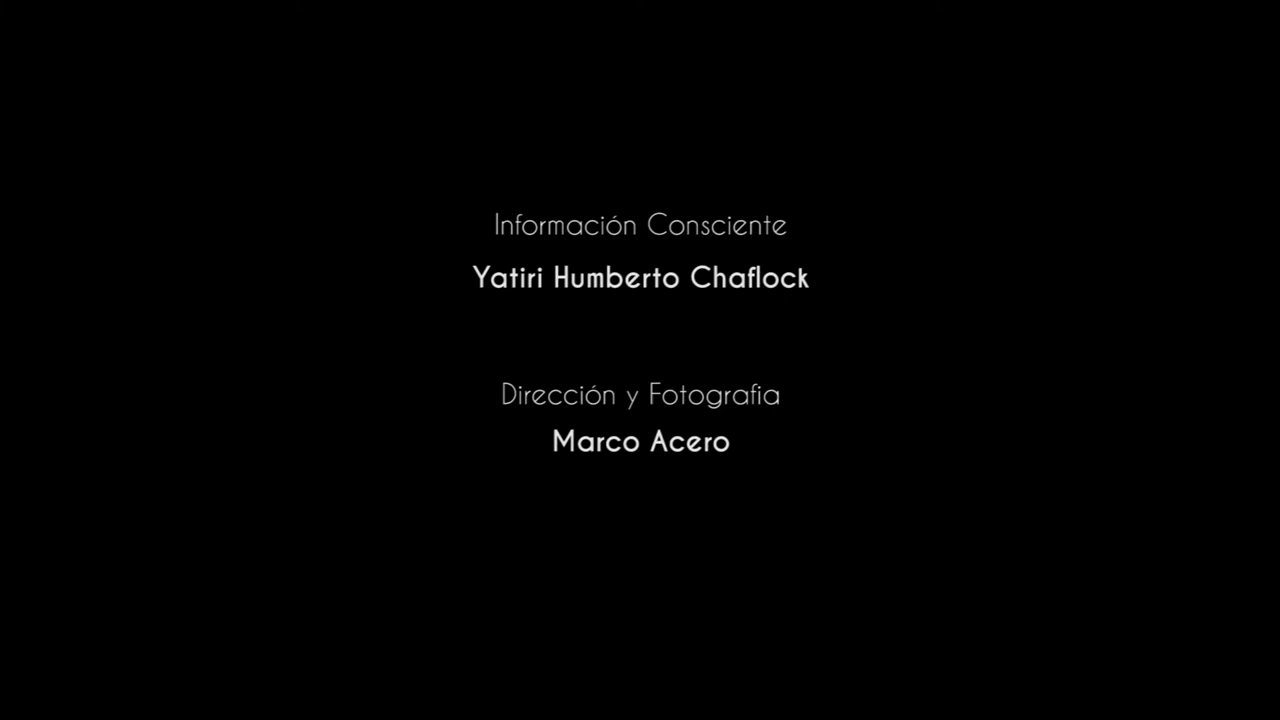 Información Consciente
Yatiri Humberto Chaflock
Dirección y Fotografia
Marco Acero